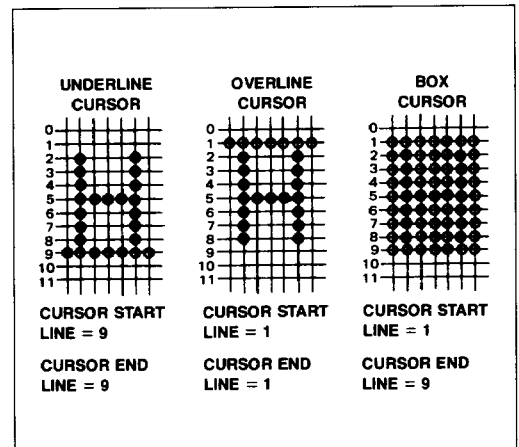 UNDERLINE
CURSOR
0
1
2
3
4
5
6
7
8
9
10
11
CURSOR START
LINE = 9
CURSOR END
LINE = 9
OVERLINE
CURSOR
0
1
2
3
4
5
6
7
8
9
10
11
CURSOR START
LINE = 1
CURSOR END
LINE = 1
BOX
CURSOR
0
1
2
3
4
5
6
7
8
9
10
11
CURSOR START
LINE = 1
CURSOR END
LINE = 9